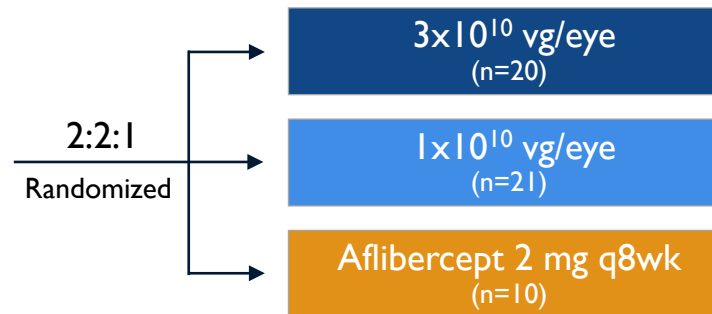 3x10¹⁰ vg/eye
(n=20)
2:2:1
Randomized
1x10¹⁰ vg/eye
(n=21)
Aflibercept 2 mg q8wk
(n=10)